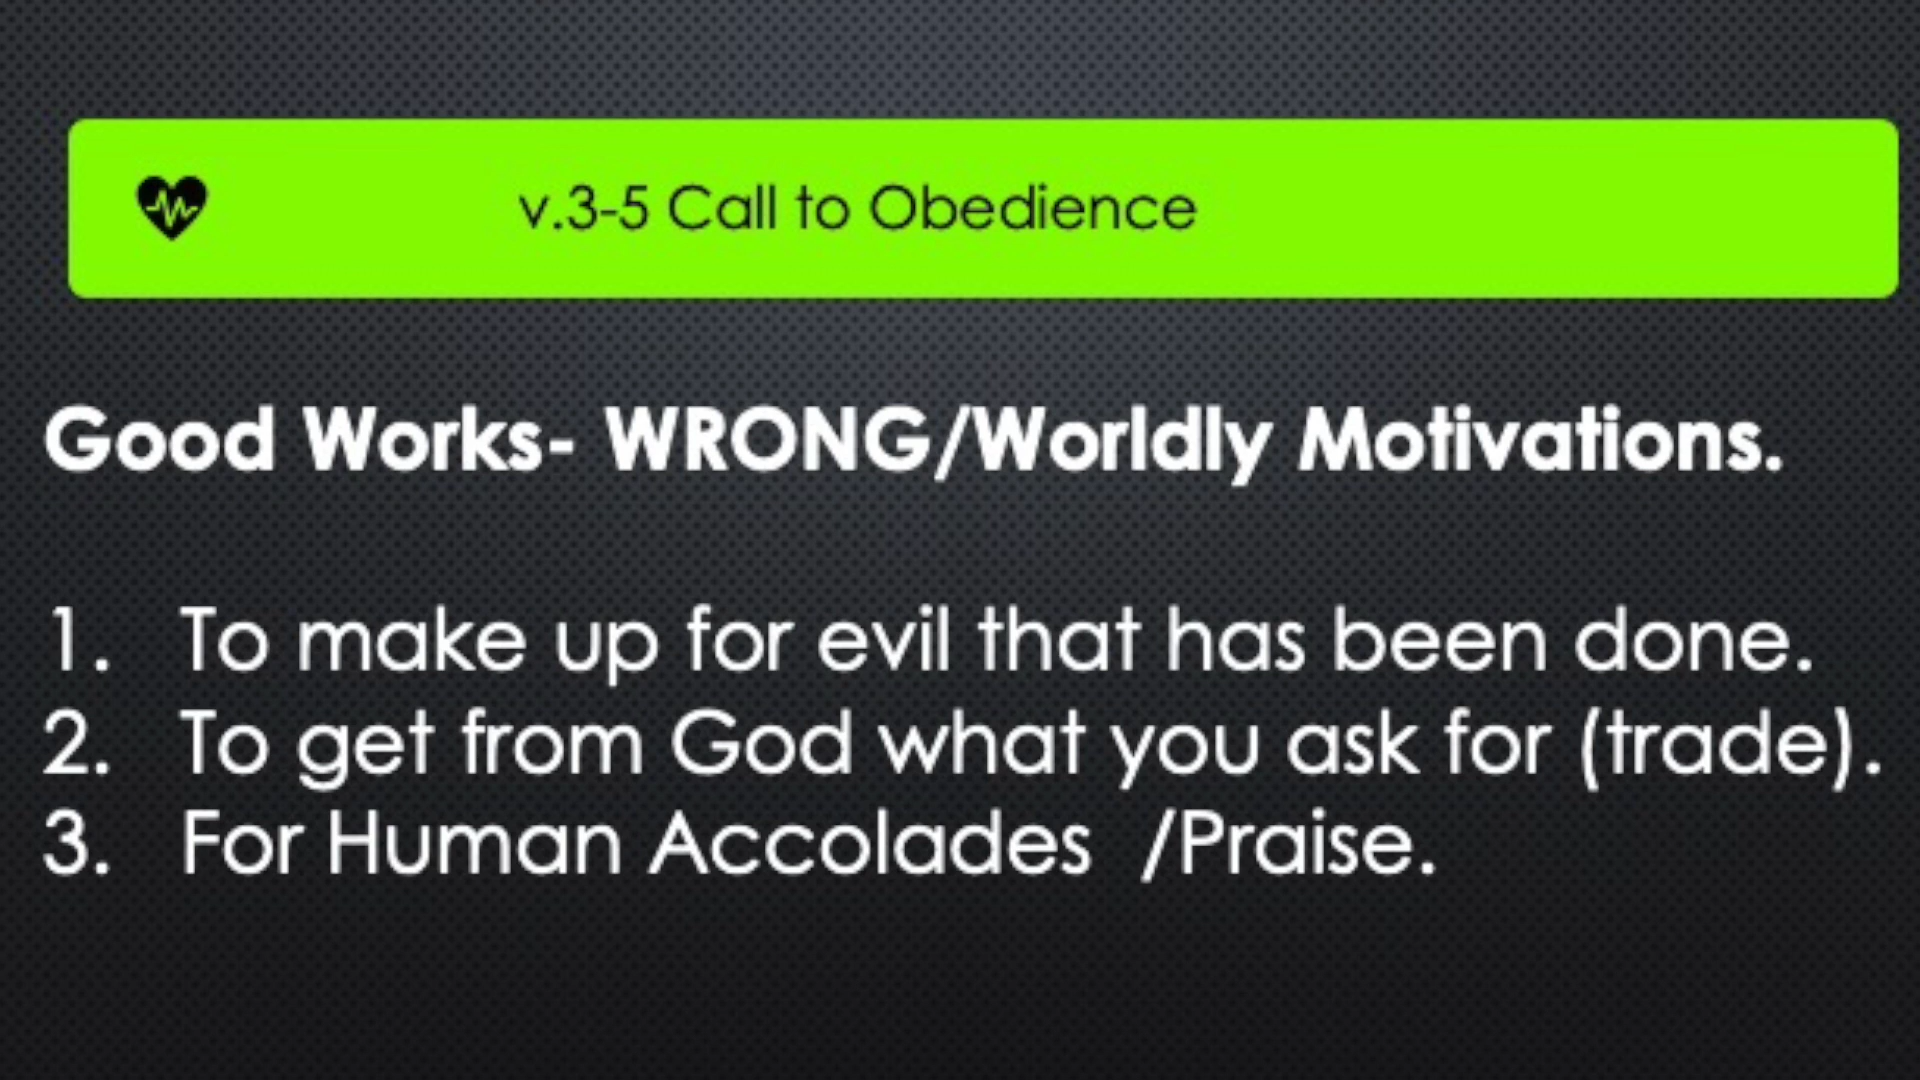 v.3-5 Call to Obedience
Good Works- WRONG/Worldly Motivations.
1. To make up for evil that has been done.
2. To get from God what you ask for (trade).
3. For Human Accolades /Praise.